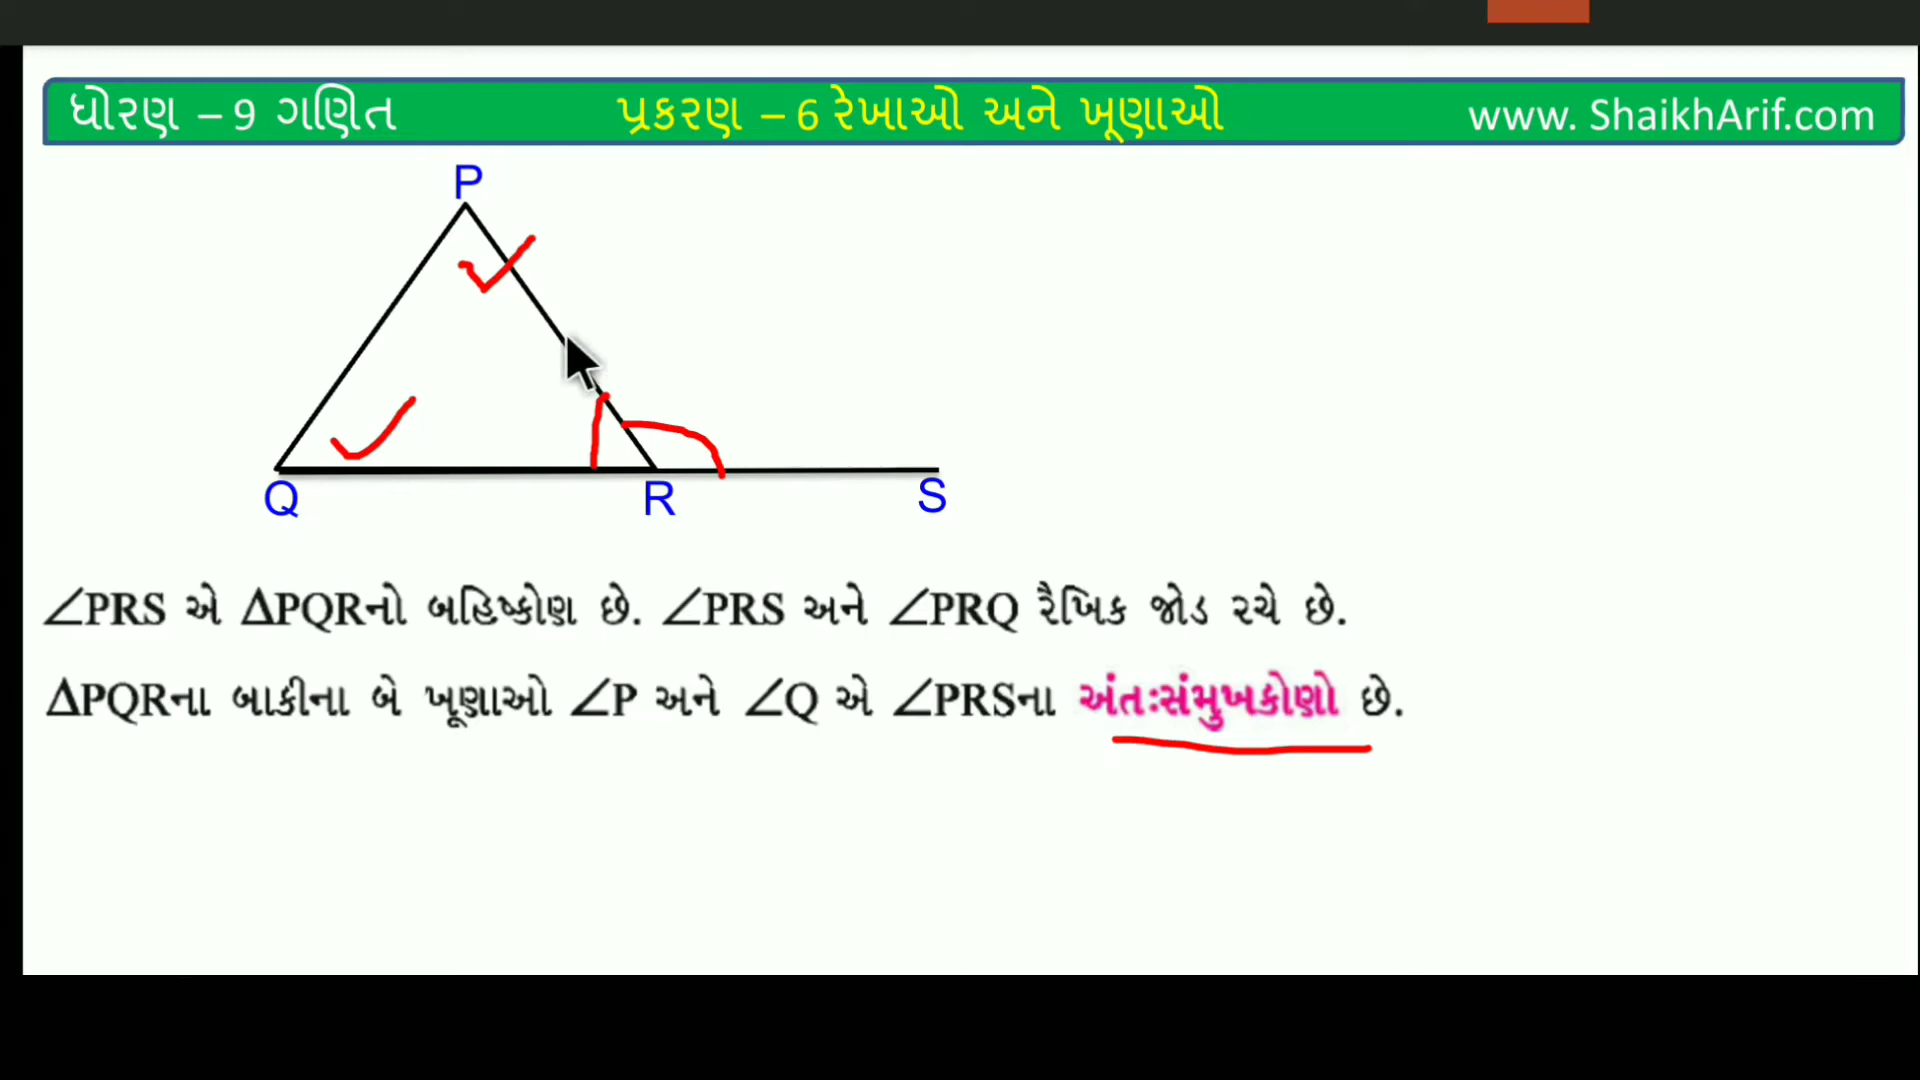 ધોરણ – 9 ગણિત પ્રકરણ – 6 રેખાઓ અને ખૂણાઓ www. ShaikhArif.com
P
Q R S
∠PRS એ ΔPQRનો બહિષ્કોણ છે. ∠PRS અને ∠PRQ રૈખિક જોડ રચે છે.
ΔPQRના બાકીના બે ખૂણાઓ ∠P અને ∠Q એ ∠PRSના અંતઃસંમુખકોણો છે.